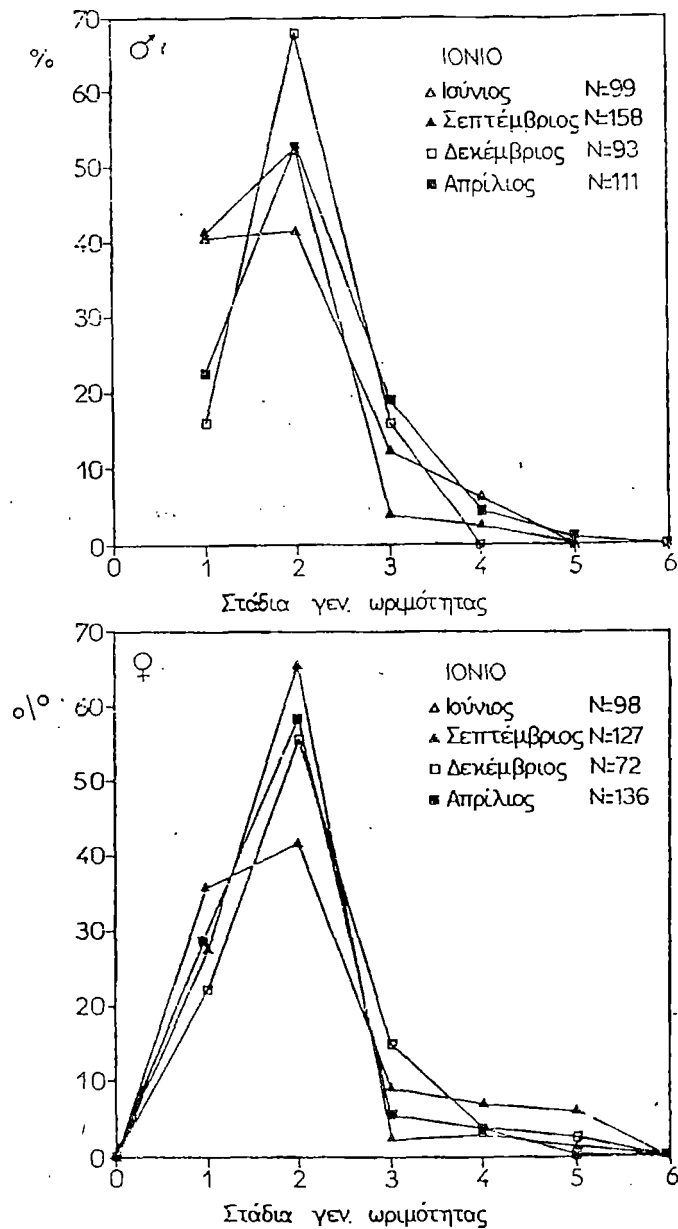 70
%
♂
ΙΟΝΙΟ
60
▵ Ιούνιος N=99
▲ Σεπτέμβριος N=158
□ Δεκέμβριος N=93
▣ Απρίλιος N=111
50
40
30
20
10
0
0 1 2 3 4 5 6
Στάδια γεν. ωριμότητας
70
♀
ΙΟΝΙΟ
%
60
▵ Ιούνιος N=98
▲ Σεπτέμβριος N=127
□ Δεκέμβριος N=72
▣ Απρίλιος N=136
50
40
30
20
10
0
0 1 2 3 4 5 6
Στάδια γεν. ωριμότητας